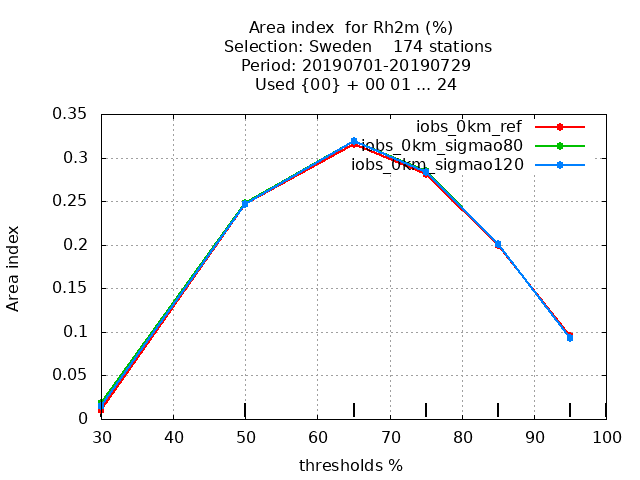 Area index  for Rh2m (%)
Selection: Sweden    174 stations
Period: 20190701-20190729
Used {00} + 00 01 ... 24
0.35
0.3
0.25
0.2
0.15
0.1
0.05
0
Area index
iobs_0km_ref
iobs_0km_sigmao80
iobs_0km_sigmao120
30 40 50 60 70 80 90 100
thresholds %